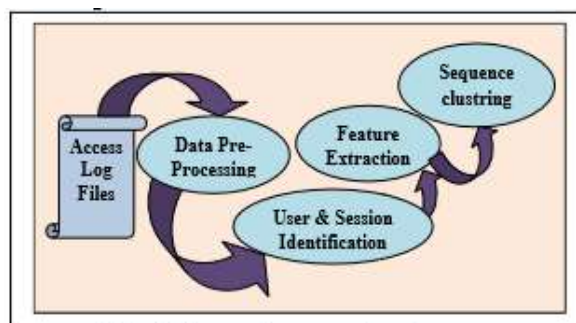 Access
Log
Files
Data Pre-
Processing
User & Session
Identification
Feature
Extraction
Sequence
clustring